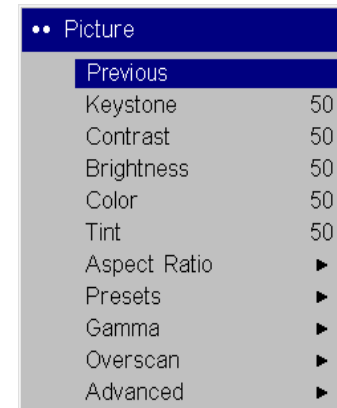 •• Picture
Previous
Keystone 50
Contrast 50
Brightness 50
Color 50
Tint 50
Aspect Ratio ►
Presets ►
Gamma ►
Overscan ►
Advanced ►